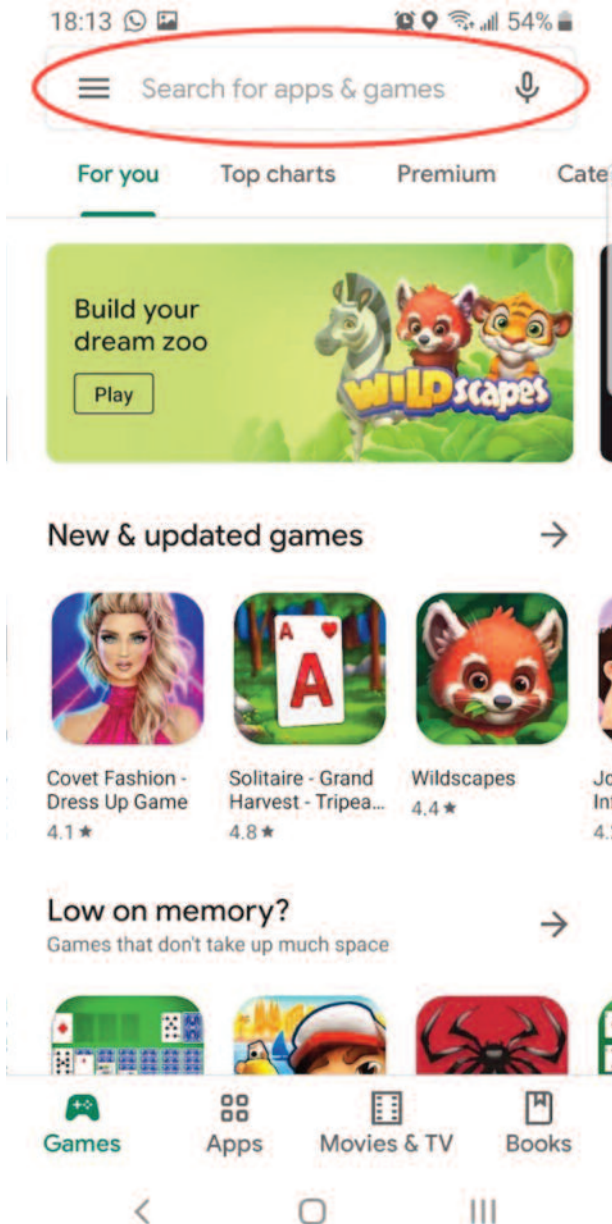 18:13 54%
Search for apps & games
For you Top charts Premium Cate
Build your
dream zoo
Play
WILDscapes
New & updated games
A
A
Covet Fashion -
Dress Up Game
4.1★
Solitaire - Grand
Harvest - Tripea...
4.8★
Wildscapes
4.4★
Low on memory?
Games that don't take up much space
Games Apps Movies & TV Books